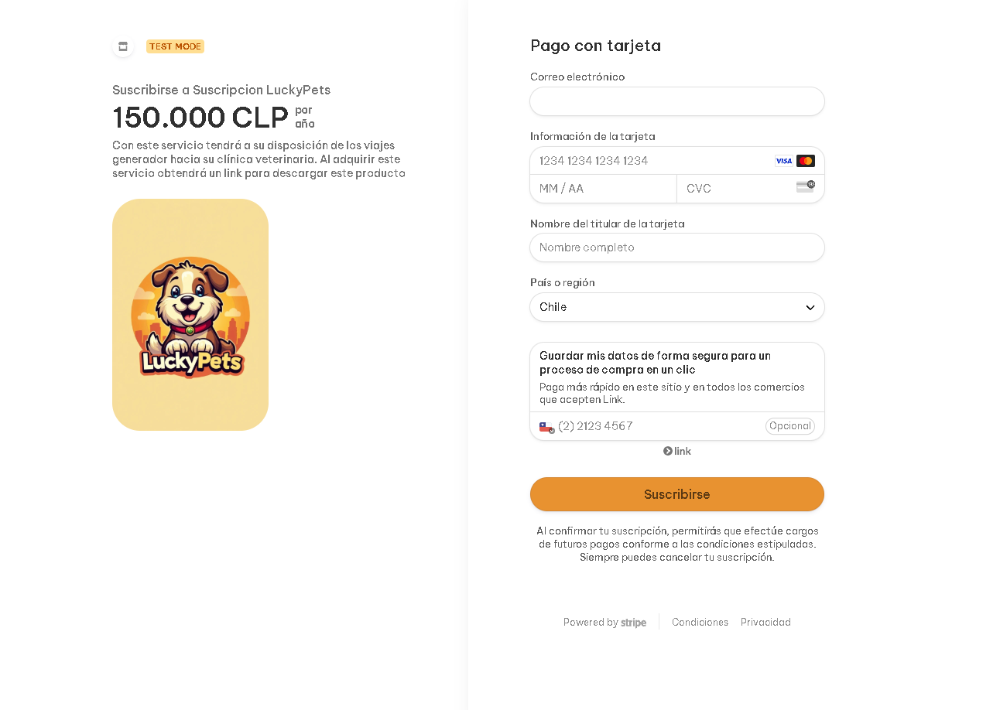 TEST MODE
Suscribirse a Suscripcion LuckyPets
150.000 CLP por
año
Con este servicio tendrá a su disposición de los viajes
generador hacia su clínica veterinaria. Al adquirir este
servicio obtendrá un link para descargar este producto
LuckyPets
Pago con tarjeta
Correo electrónico
Información de la tarjeta
1234 1234 1234 1234 VISA
MM / AA CVC
Nombre del titular de la tarjeta
Nombre completo
País o región
Chile
Guardar mis datos de forma segura para un
proceso de compra en un clic
Paga más rápido en este sitio y en todos los comercios
que acepten Link.
(2) 2123 4567 Opcional
link
Suscribirse
Al confirmar tu suscripción, permitirás que efectúe cargos
de futuros pagos conforme a las condiciones estipuladas.
Siempre puedes cancelar tu suscripción.
Powered by stripe Condiciones Privacidad